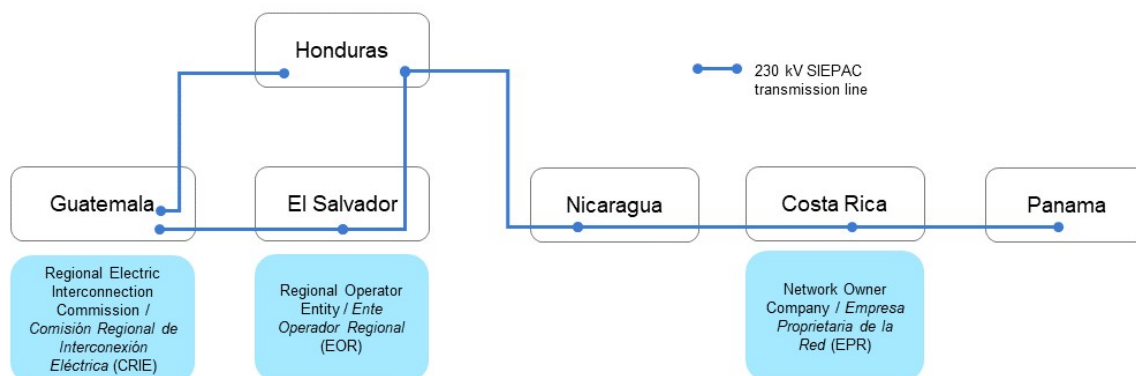 Honduras
230 kV SIEPAC
transmission line
Guatemala
El Salvador
Nicaragua
Costa Rica
Panama
Regional Electric
Interconnection
Commission /
Comisión Regional de
Interconexión
Eléctrica (CRIE)
Regional Operator
Entity / Ente
Operador Regional
(EOR)
Network Owner
Company / Empresa
Proprietaria de la
Red (EPR)